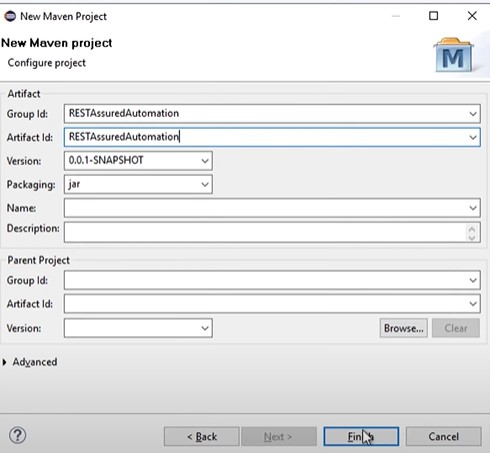 New Maven Project
New Maven project
Configure project
M
Artifact
Group Id: RESTAssuredAutomation
Artifact Id: RESTAssuredAutomation
Version: 0.0.1-SNAPSHOT
Packaging: jar
Name:
Description:
Parent Project
Group Id:
Artifact Id:
Version: Browse... Clear
Advanced
? < Back Next > Finish Cancel